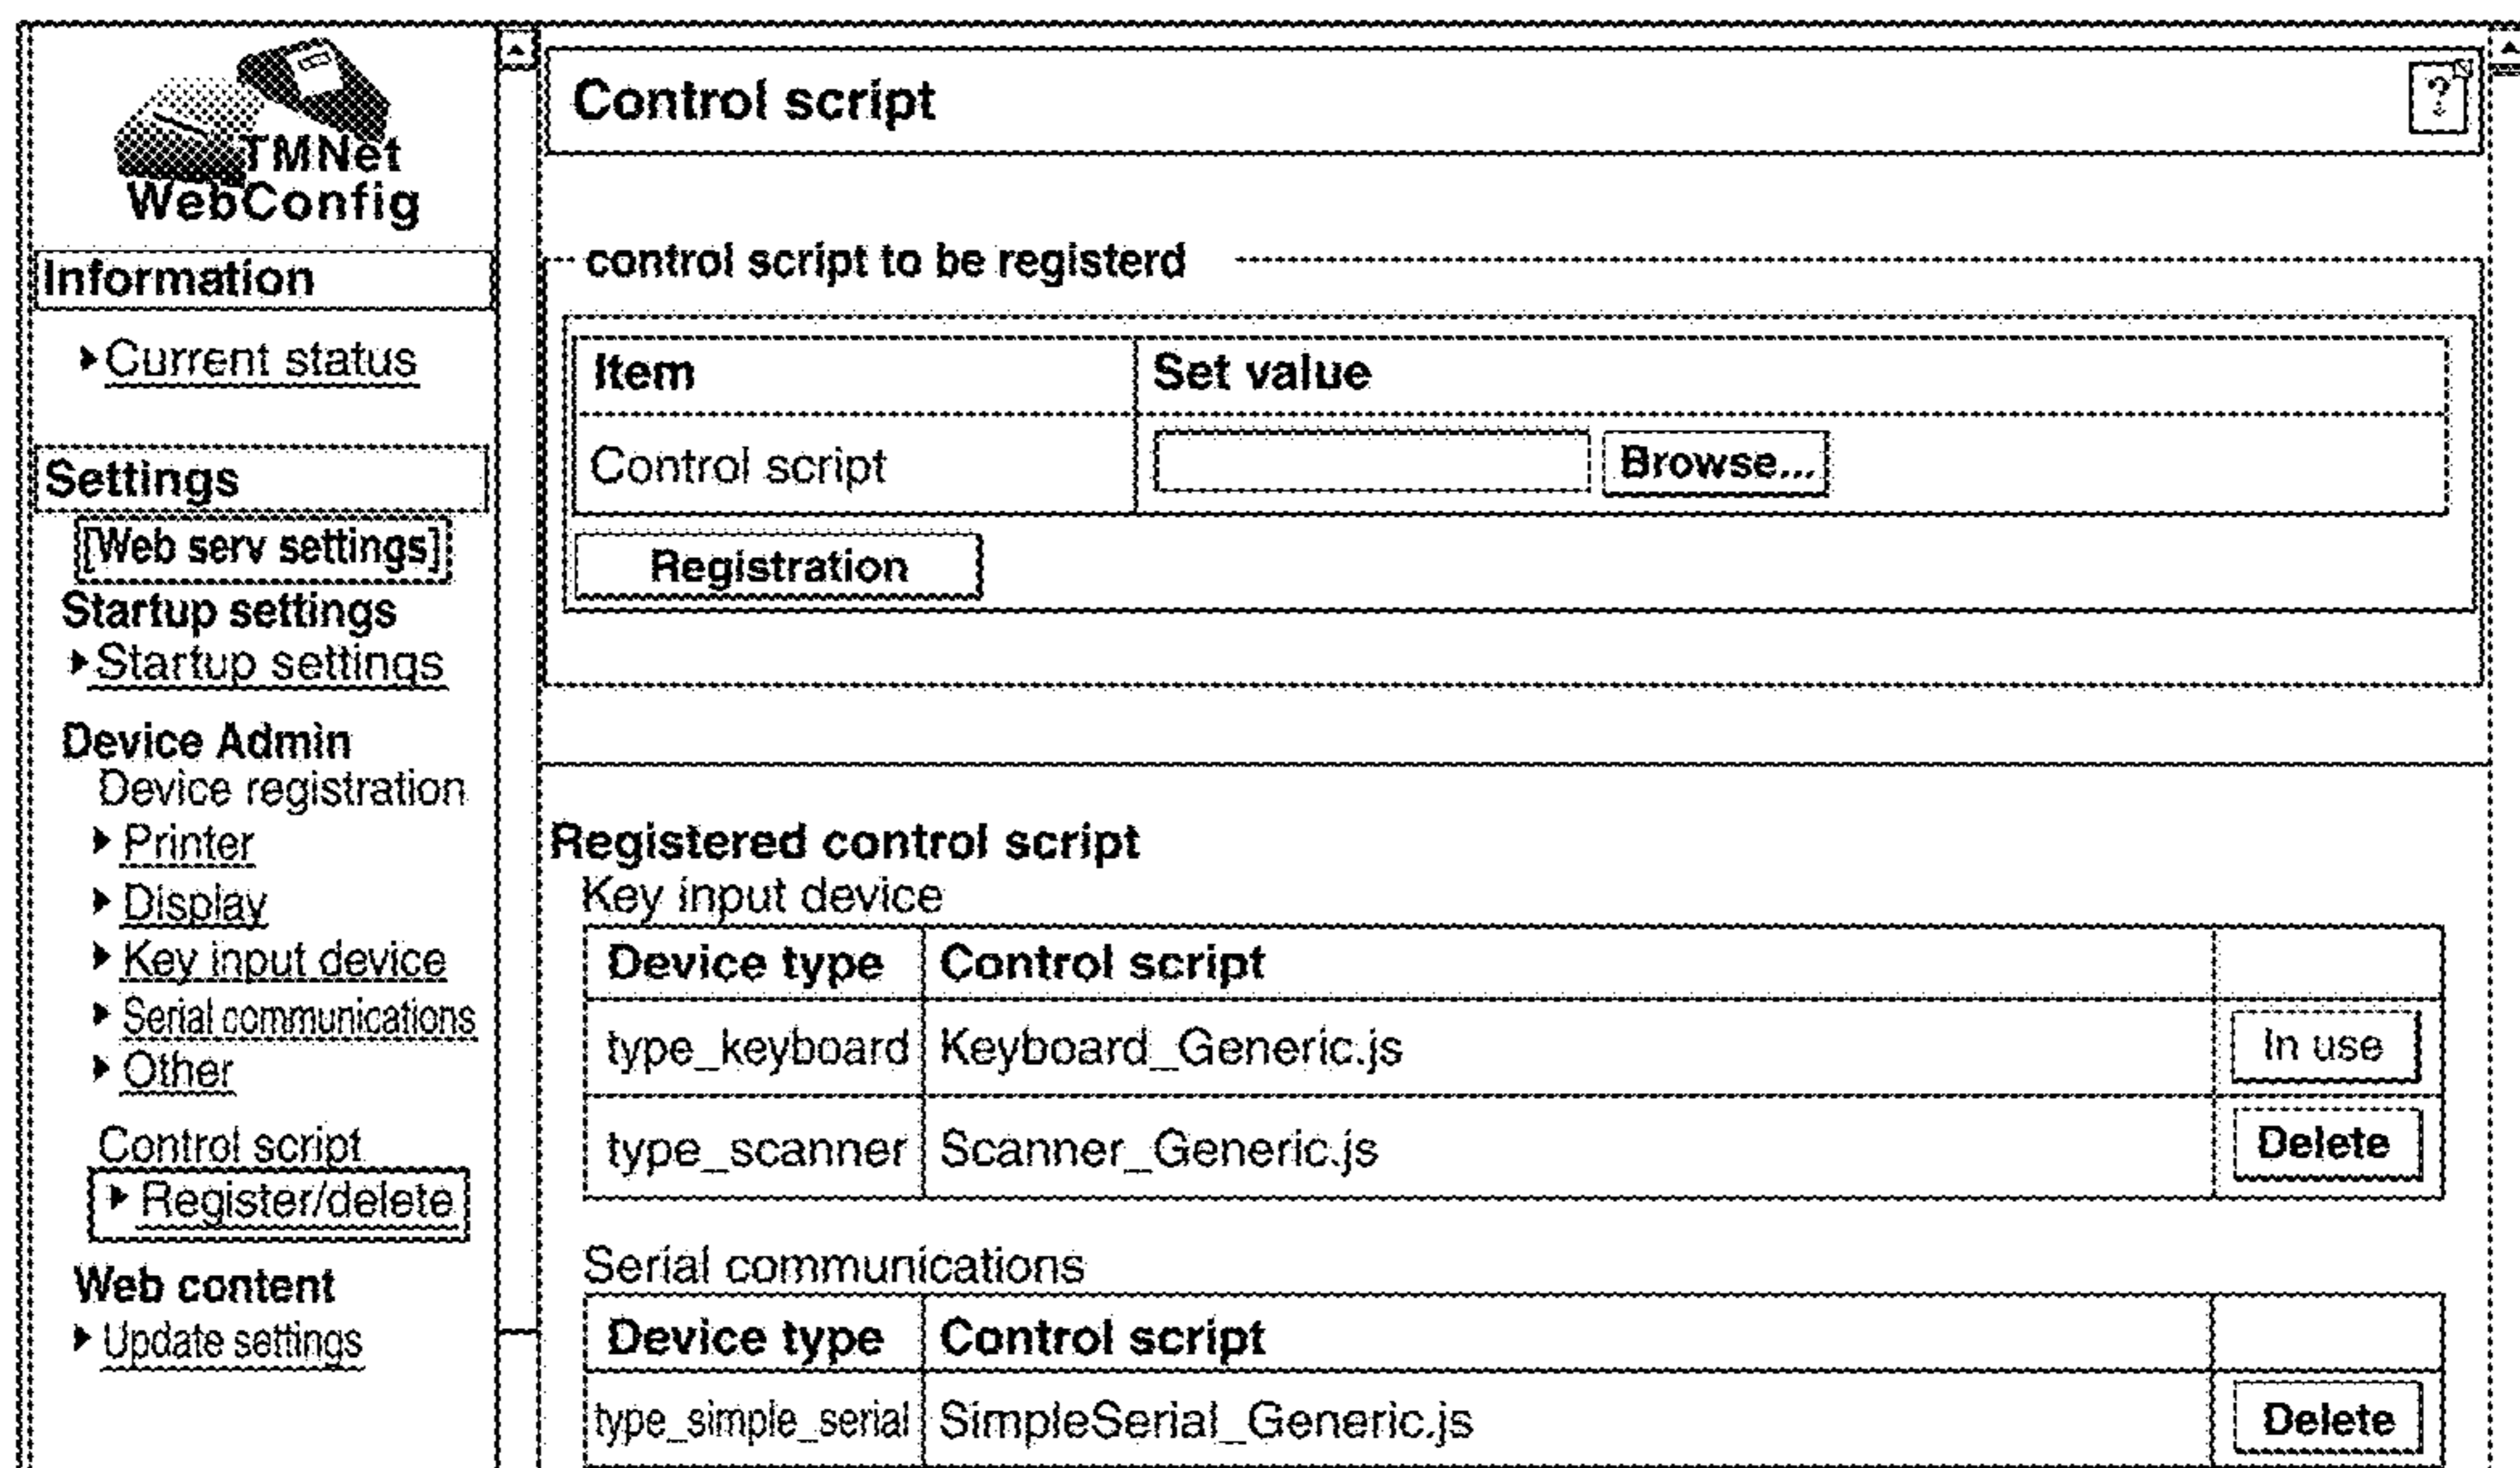 TMNet
WebConfig
Information
Current status
Settings
[Web serv settings]
Startup settings
Startup settings
Device Admin
Device registration
Printer
Display
Key input device
Serial communications
Other
Control script
Register/delete
Web content
Update settings
Control script ?
control script to be registerd
Item Set value
Control script Browse...
Registration
Registered control script
Key input device
Device type Control script
type_keyboard Keyboard_Generic.js In use
type_scanner Scanner_Generic.js Delete
Serial communications
Device type Control script
type_simple_serial SimpleSerial_Generic.js Delete